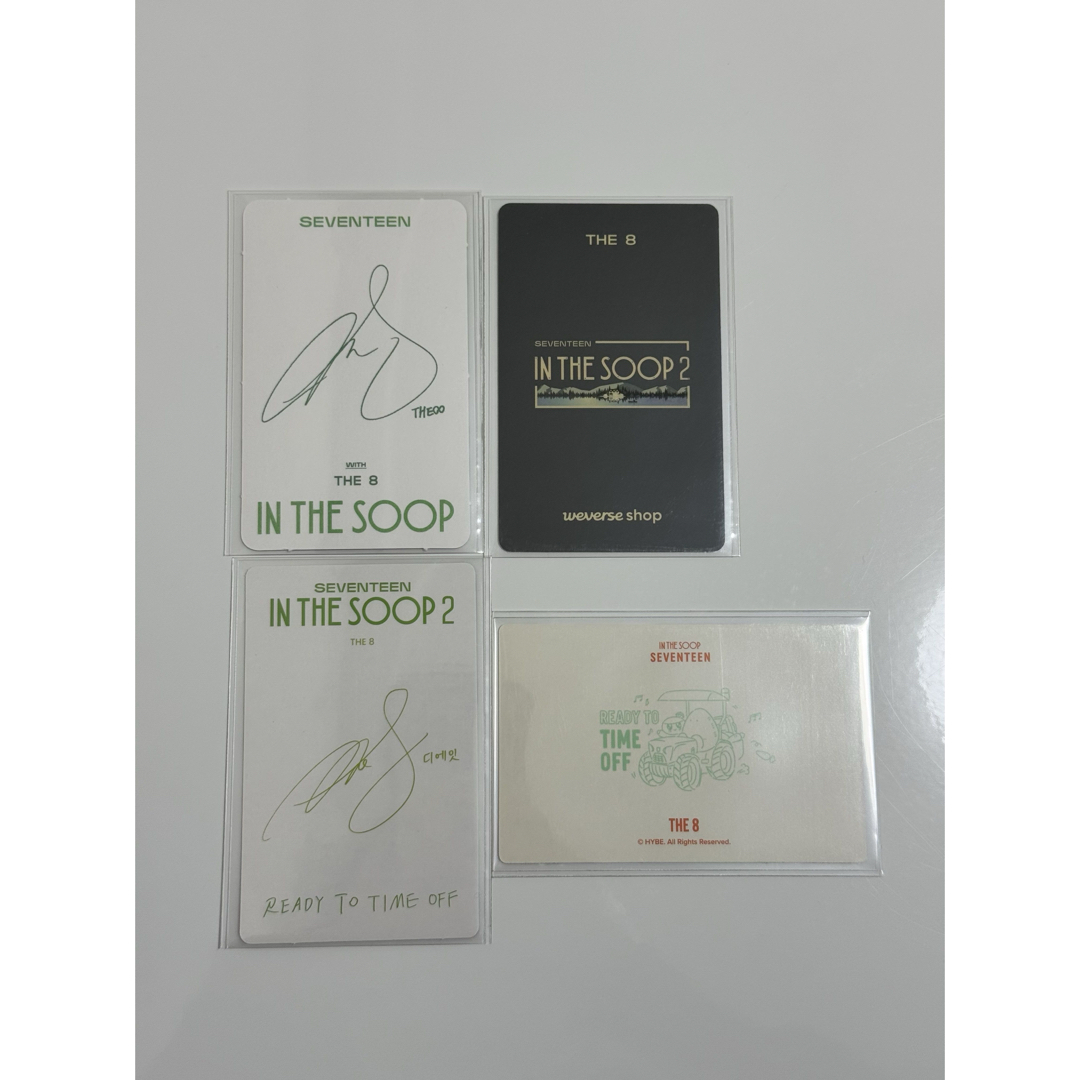 SEVENTEEN
THE8
WITH
THE 8
IN THE SOOP
THE 8
SEVENTEEN
IN THE SOOP 2
weverse shop
SEVENTEEN
IN THE SOOP 2
THE 8
디에잇
READY TO TIME OFF
IN THE SOOP
SEVENTEEN
READY TO
TIME
OFF
THE 8
© HYBE. All Rights Reserved.